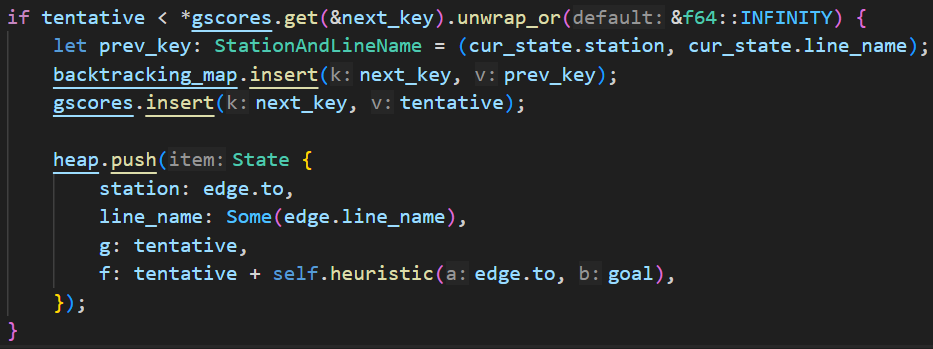 if tentative < *gscores.get(&next_key).unwrap_or(default: &f64::INFINITY) {
    let prev_key: StationAndLineName = (cur_state.station, cur_state.line_name);
    backtracking_map.insert(k: next_key, v: prev_key);
    gscores.insert(k: next_key, v: tentative);

    heap.push(item: State {
        station: edge.to,
        line_name: Some(edge.line_name),
        g: tentative,
        f: tentative + self.heuristic(a: edge.to, b: goal),
    });
}